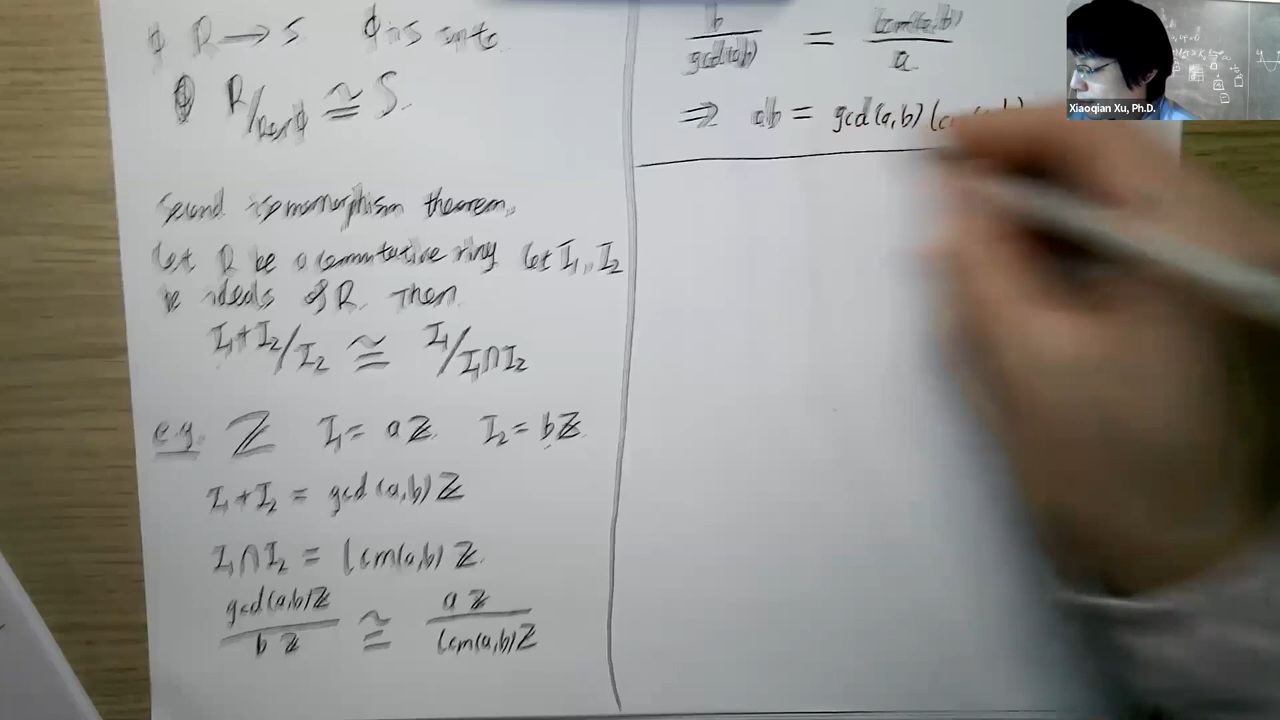 ϕ R → S ϕ is onto
R/ker ϕ ≅ S.
Second isomorphism theorem.
Let R be a commutative ring let I₁, I₂
be ideals of R. Then
I₁+I₂/I₂ ≅ I₁/I₁∩I₂
e.g. ℤ I₁ = aℤ. I₂ = bℤ.
I₁+I₂ = gcd(a,b)ℤ
I₁∩I₂ = lcm(a,b)ℤ.
gcd(a,b)ℤ/bℤ ≅ aℤ/lcm(a,b)ℤ
b/gcd(a,b) = lcm(a,b)/a
⇒ ab = gcd(a,b)
Xiaoqian Xu, Ph.D.